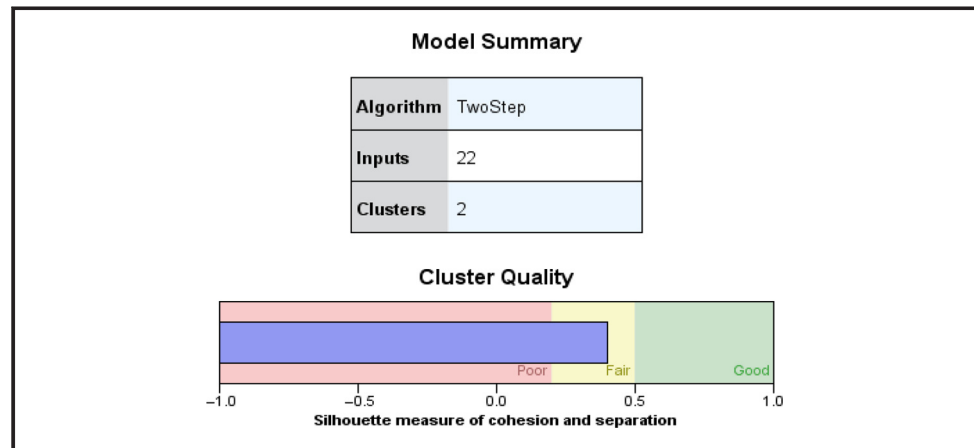 Model Summary
Algorithm TwoStep
Inputs 22
Clusters 2
Cluster Quality
Poor Fair Good
−1.0 −0.5 0.0 0.5 1.0
Silhouette measure of cohesion and separation